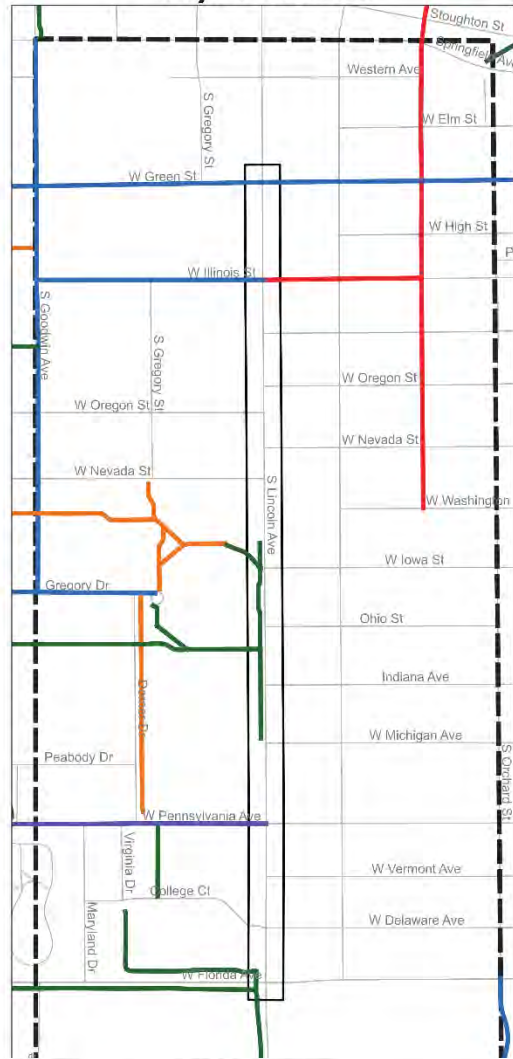 Stoughton St
Springfield Ave
Western Ave
S Gregory St
W Elm St
W Green St
W High St
P
W Illinois St
S Goodwin Ave
S Gregory St
W Oregon St
W Oregon St
W Nevada St
W Nevada St
S Lincoln Ave
W Washington
W Iowa St
Gregory Dr
Ohio St
Dorner Dr
Indiana Ave
W Michigan Ave
Peabody Dr
S Orchard St
W Pennsylvania Ave
Virginia Dr
W Vermont Ave
College Ct
Maryland Dr
W Delaware Ave
W Florida Ave